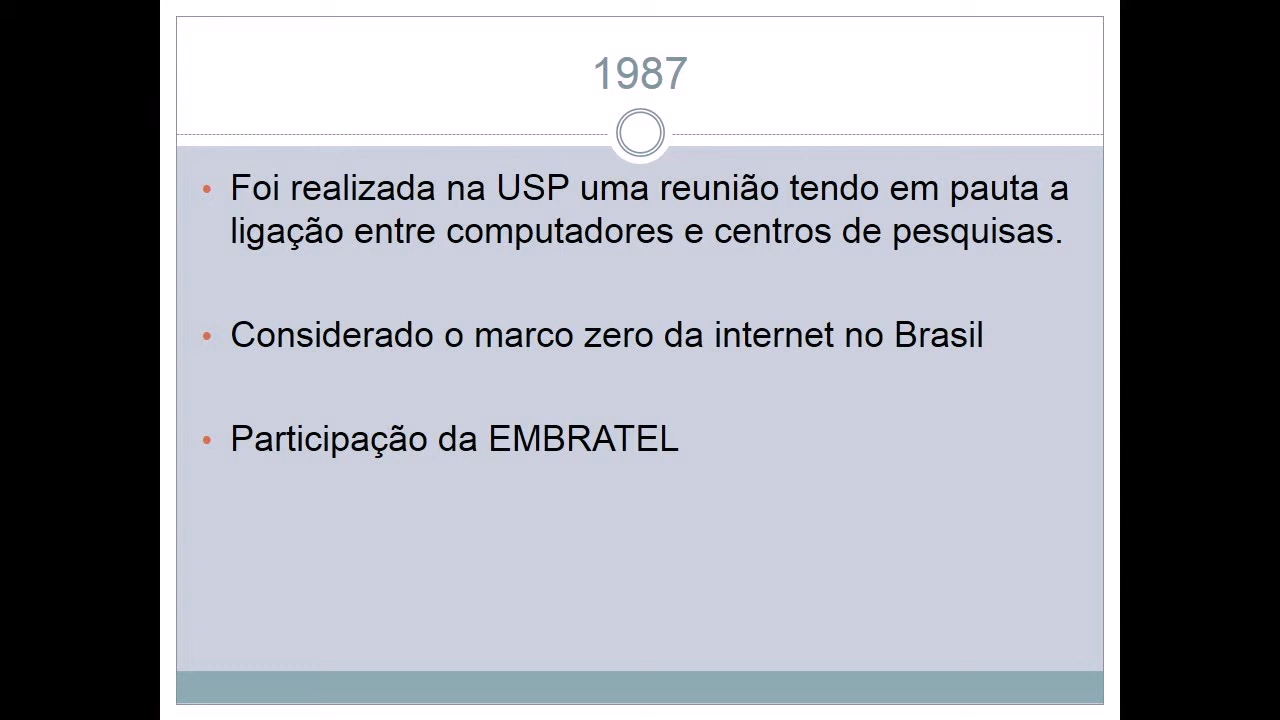 1987
• Foi realizada na USP uma reunião tendo em pauta a
ligação entre computadores e centros de pesquisas.
• Considerado o marco zero da internet no Brasil
• Participação da EMBRATEL